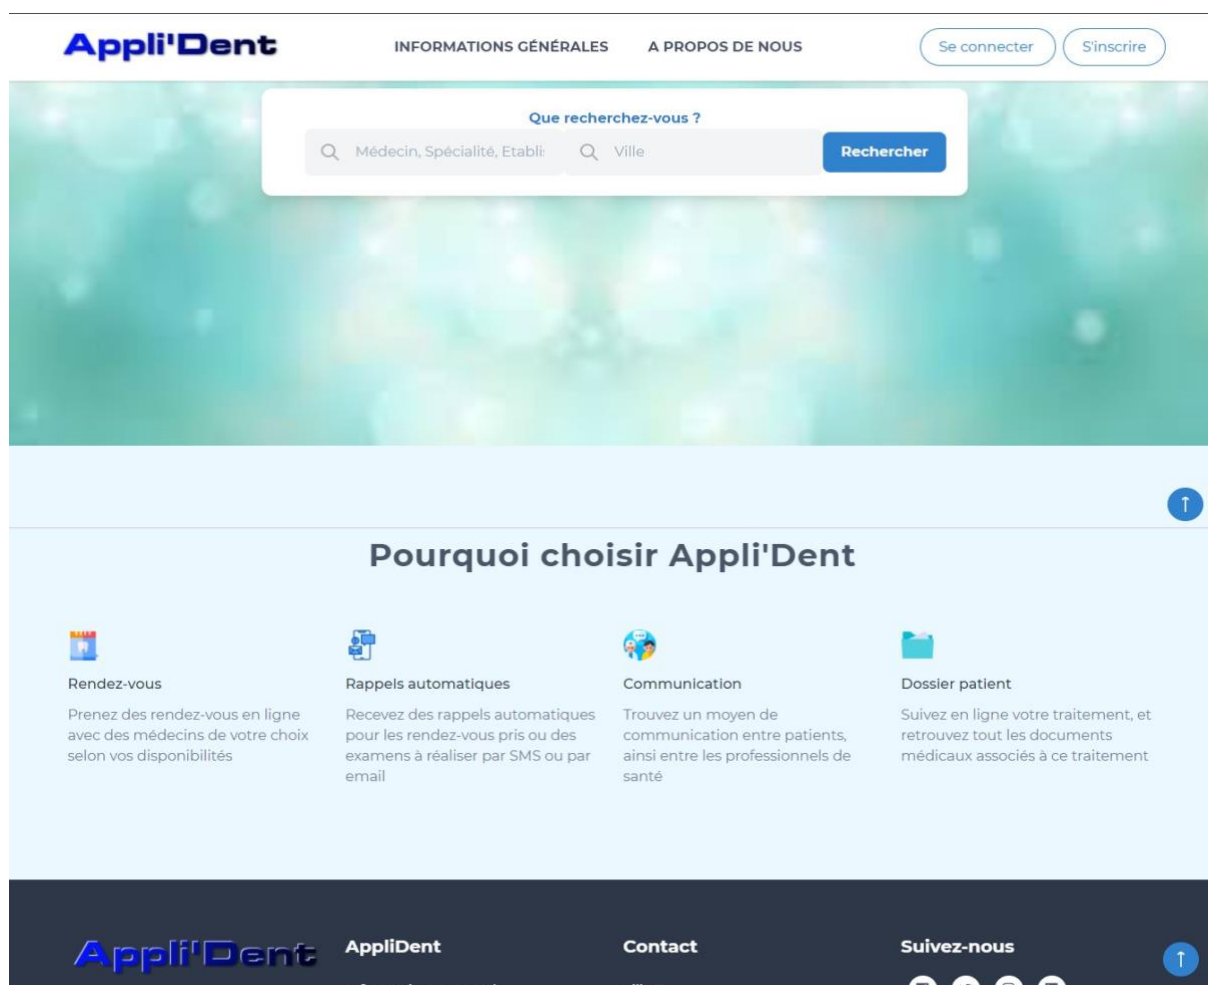 Appli'Dent
INFORMATIONS GÉNÉRALES
A PROPOS DE NOUS
Se connecter
S'inscrire
Que recherchez-vous ?
Médecin, Spécialité, Etabli
Ville
Rechercher
Pourquoi choisir Appli'Dent
Rendez-vous
Prenez des rendez-vous en ligne
avec des médecins de votre choix
selon vos disponibilités
Rappels automatiques
Recevez des rappels automatiques
pour les rendez-vous pris ou des
examens à réaliser par SMS ou par
email
Communication
Trouvez un moyen de
communication entre patients,
ainsi entre les professionnels de
santé
Dossier patient
Suivez en ligne votre traitement, et
retrouvez tout les documents
médicaux associés à ce traitement
Appli'Dent
AppliDent
Contact
Suivez-nous